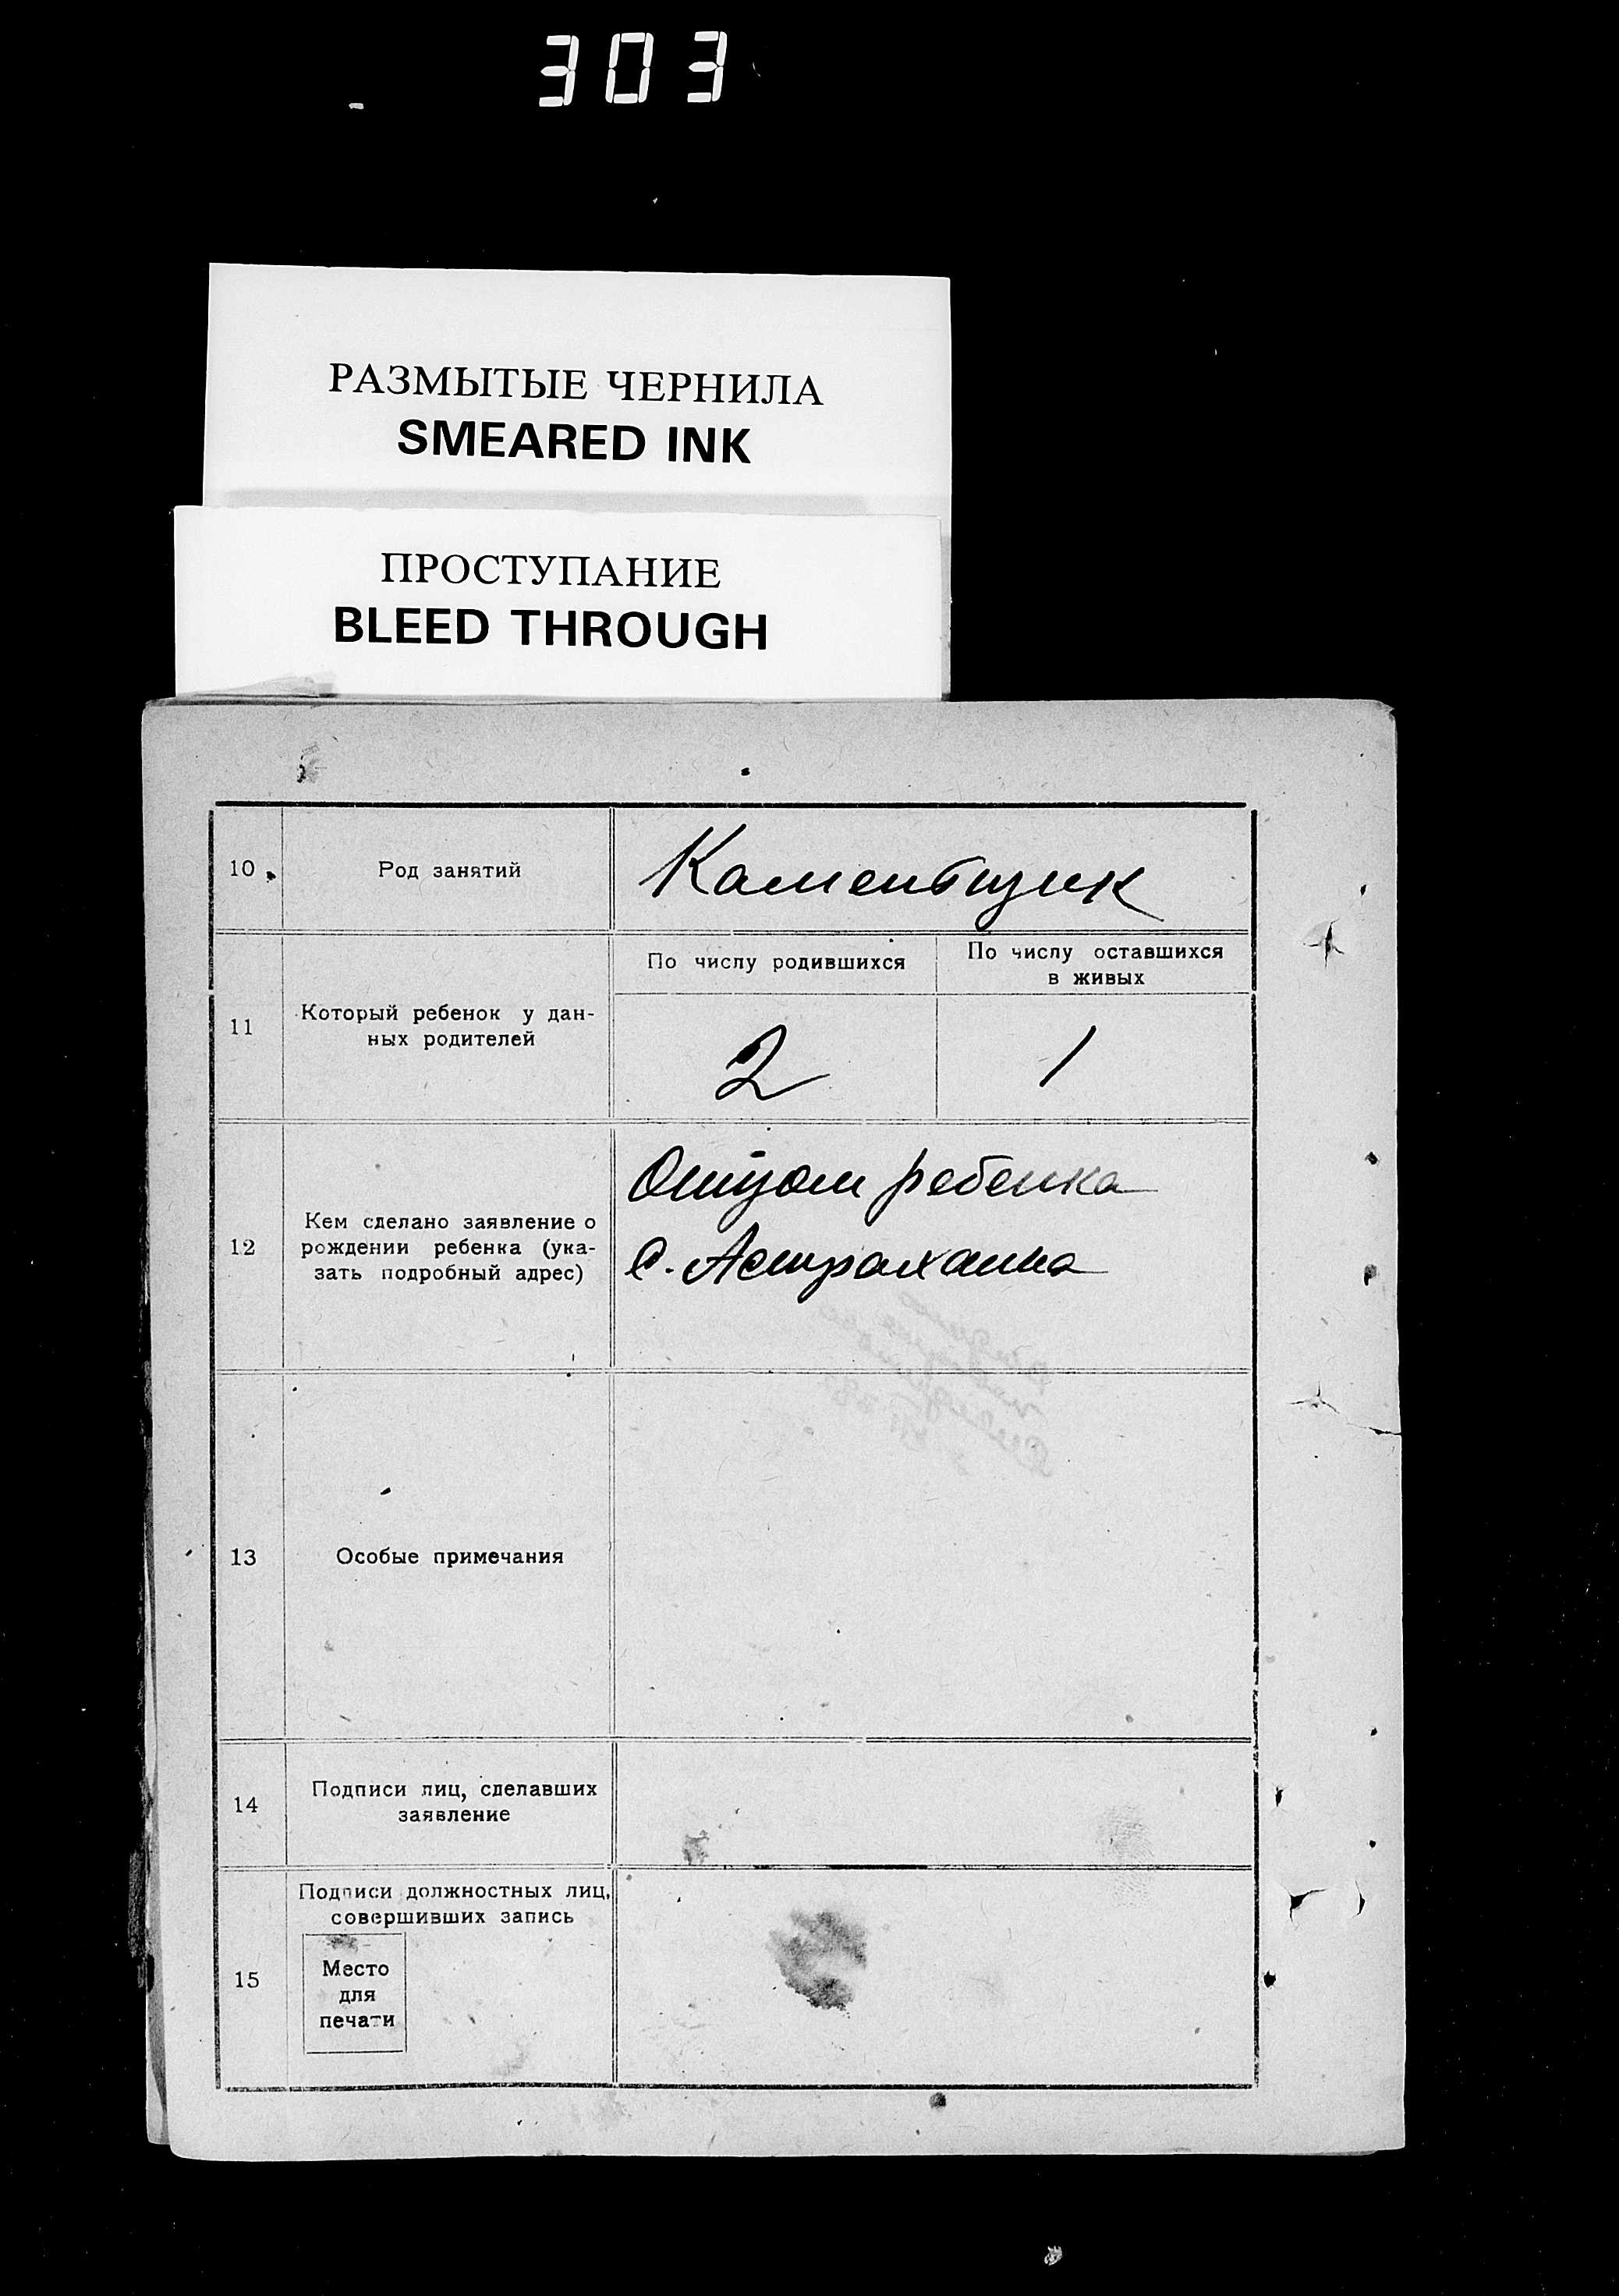 303
РАЗМЫТЫЕ ЧЕРНИЛА
SMEARED INK
ПРОСТУПАНИЕ
BLEED THROUGH
10
Род занятий
Каменьщик
11
Который ребенок у дан-
ных родителей
По числу родившихся
По числу оставшихся
в живых
2
1
12
Кем сделано заявление о
рождении ребенка (ука-
зать подробный адрес)
Отцом ребенка
С. Астраханка
13
Особые примечания
14
Подписи лиц, сделавших
заявление
15
Подписи должностных лиц,
совершивших запись
Место
для
печати